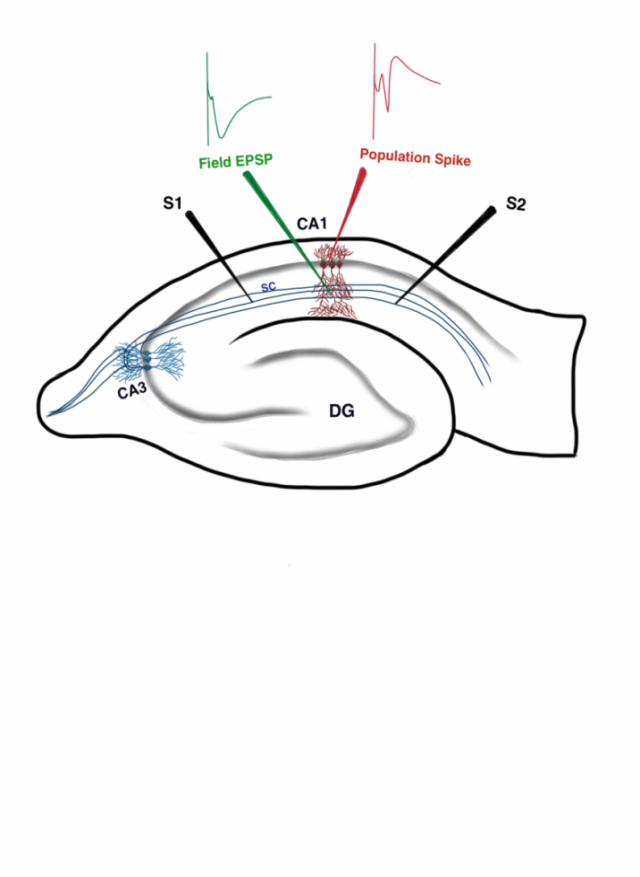 Field EPSP
Population Spike
S1
S2
CA1
SC
CA3
DG